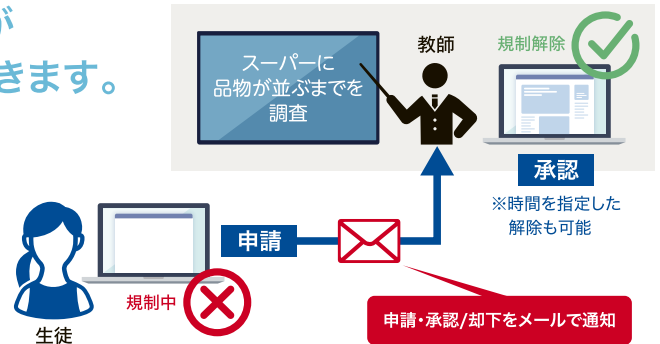 が
きます。
教師
規制解除
スーパーに
品物が並ぶまでを
調査
承認
※時間を指定した
解除も可能
申請
規制中
生徒
申請・承認/却下をメールで通知